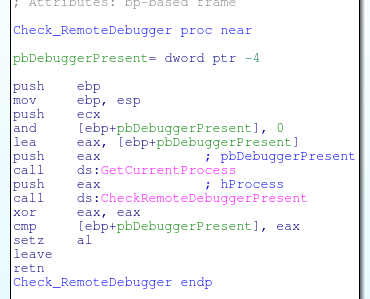 ; Attributes: bp-based frame
Check_RemoteDebugger proc near
pbDebuggerPresent= dword ptr -4
push ebp
mov ebp, esp
push ecx
and [ebp+pbDebuggerPresent], 0
lea eax, [ebp+pbDebuggerPresent]
push eax ; pbDebuggerPresent
call ds:GetCurrentProcess
push eax ; hProcess
call ds:CheckRemoteDebuggerPresent
xor eax, eax
cmp [ebp+pbDebuggerPresent], eax
setz al
leave
retn
Check_RemoteDebugger endp